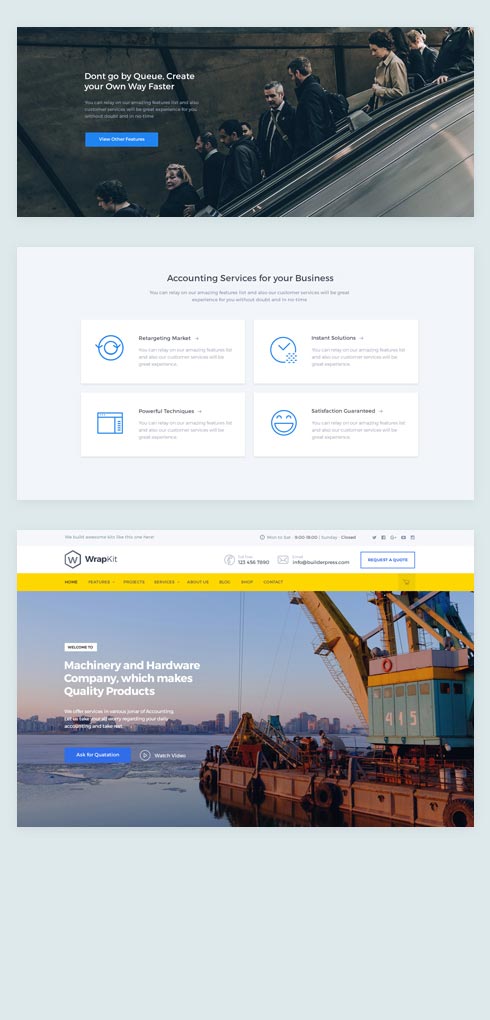 Dont go by Queue, Create
your Own Way Faster
You can relay on our amazing features list and also
customer services will be great experience for you
without doubt and in no-time
View Other Features
Accounting Services for your Business
You can relay on our amazing features list and also our customer services will be great
experience for you without doubt and in no-time
Retargeting Market →
You can relay on our amazing features list
and also our customer services will be
great experience.
Instant Solutions →
You can relay on our amazing features list
and also our customer services will be
great experience.
Powerful Techniques →
You can relay on our amazing features list
and also our customer services will be
great experience.
Satisfaction Guaranteed →
You can relay on our amazing features list
and also our customer services will be
great experience.
We build awesome kits like this one here!
Mon to Sat : 9:00-18:00 | Sunday : Closed
WrapKit
Toll Free
123 456 7890
Email
info@builderpress.com
REQUEST A QUOTE
HOME FEATURES PROJECTS SERVICES ABOUT US BLOG SHOP CONTACT
WELCOME TO
Machinery and Hardware
Company, which makes
Quality Products
We offer services in various jonar of Accounting.
Let us take your all worry regarding your daily
accounting and take rest.
Ask for Quatation
Watch Video
415